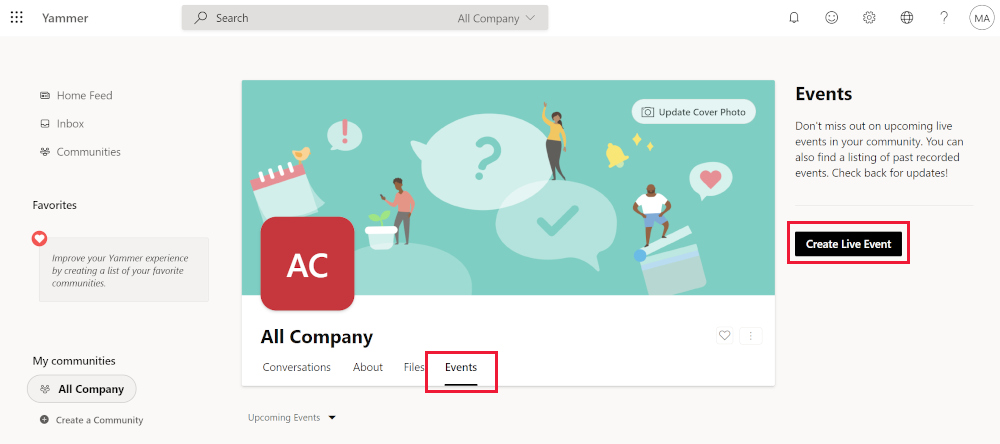 Yammer
Search
All Company
MA
Home Feed
Inbox
Communities
Favorites
Improve your Yammer experience
by creating a list of your favorite
communities.
My communities
All Company
Create a Community
Update Cover Photo
AC
All Company
Conversations About Files Events
Upcoming Events
Events
Don't miss out on upcoming live
events in your community. You can
also find a listing of past recorded
events. Check back for updates!
Create Live Event